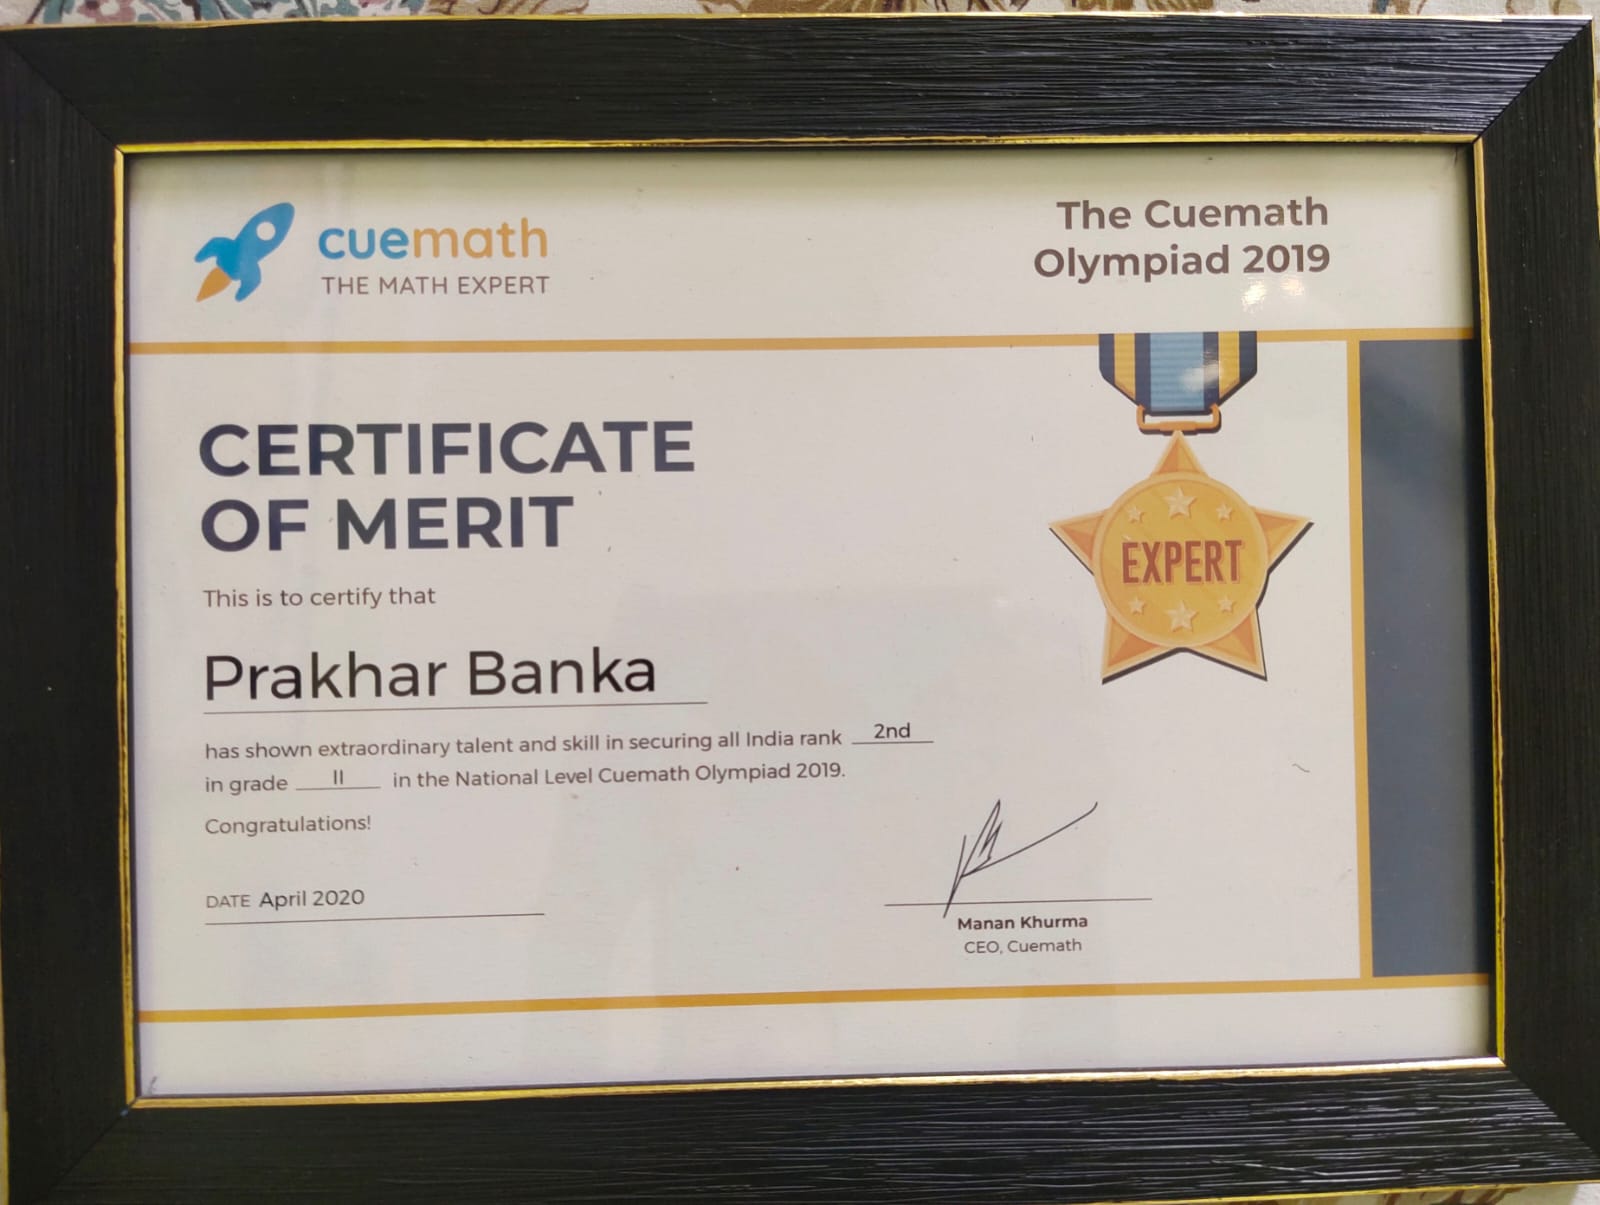 cuemath
THE MATH EXPERT
The Cuemath
Olympiad 2019
CERTIFICATE
OF MERIT
EXPERT
This is to certify that
Prakhar Banka
has shown extraordinary talent and skill in securing all India rank 2nd
in grade II in the National Level Cuemath Olympiad 2019.
Congratulations!
DATE April 2020
Manan Khurma
CEO, Cuemath